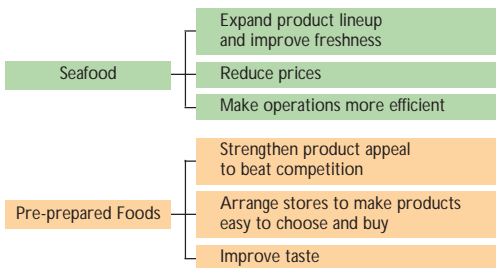 Seafood
Expand product lineup
and improve freshness
Reduce prices
Make operations more efficient
Pre-prepared Foods
Strengthen product appeal
to beat competition
Arrange stores to make products
easy to choose and buy
Improve taste